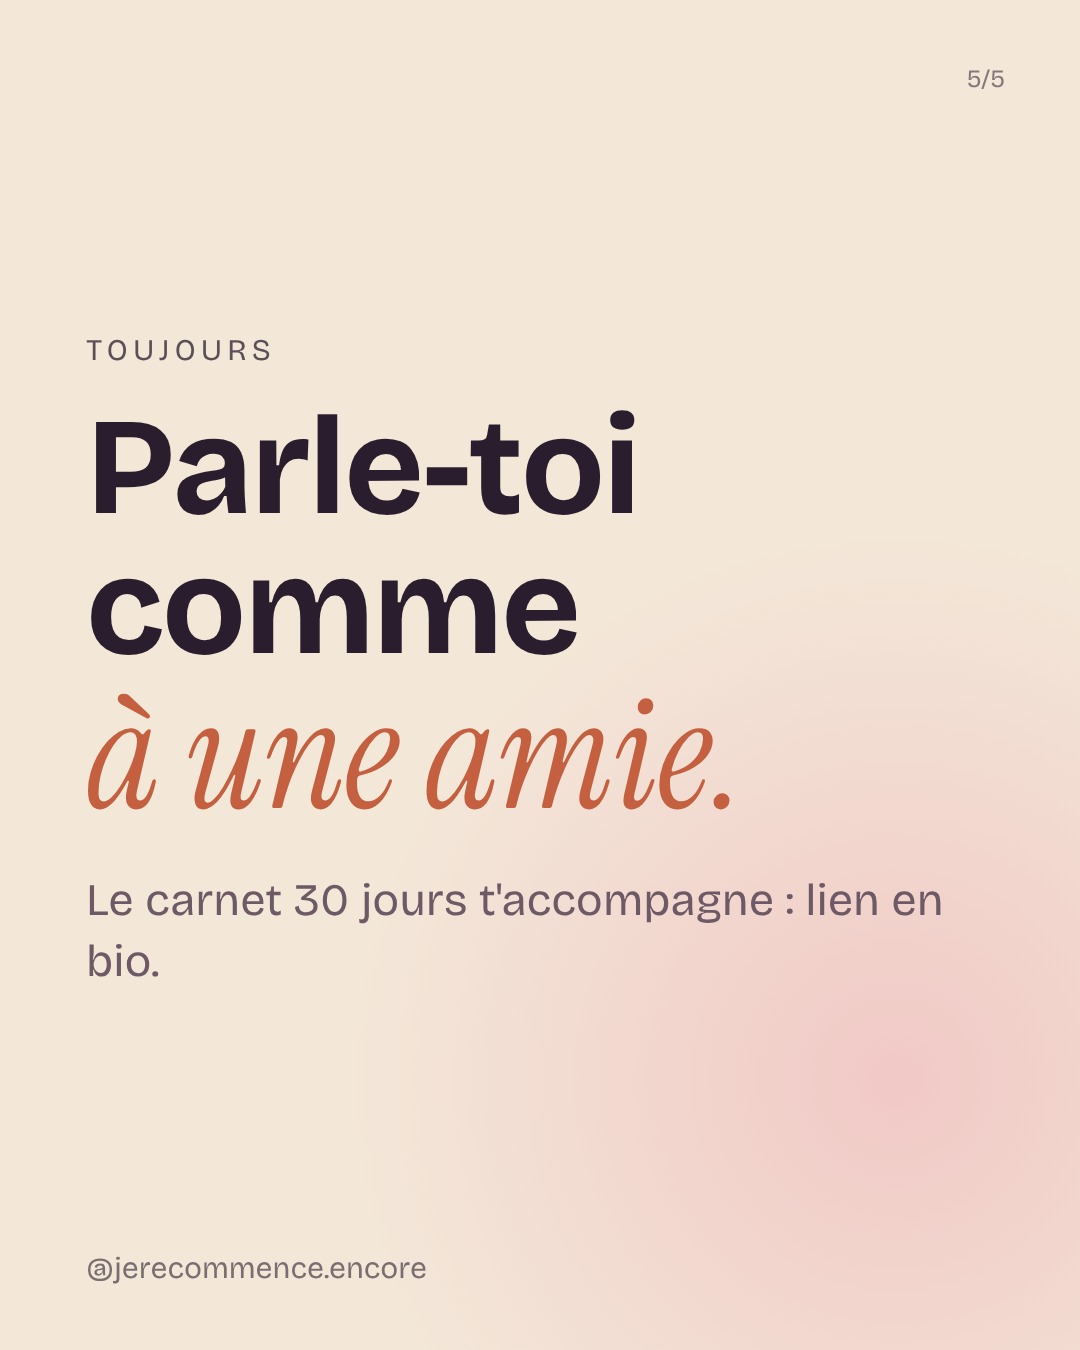 5/5
TOUJOURS
Parle-toi
comme
à une amie.
Le carnet 30 jours t'accompagne : lien en
bio.
@jerecommence.encore